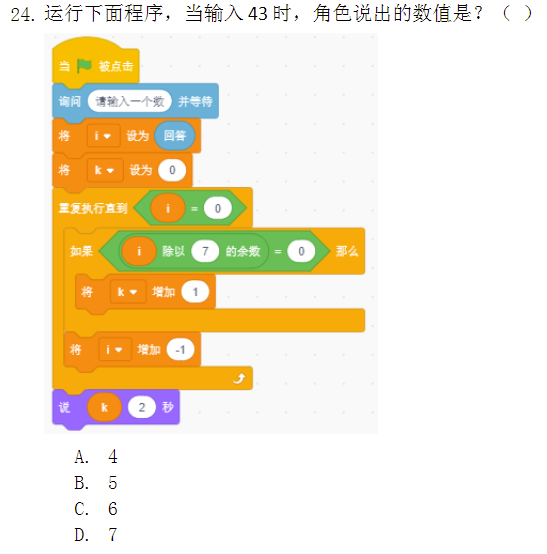 24. 运行下面程序，当输入43时，角色说出的数值是？（ ）
当 被点击
询问 请输入一个数 并等待
将 i 设为 回答
将 k 设为 0
重复执行直到 i = 0
如果 i 除以 7 的余数 = 0 那么
将 k 增加 1
将 i 增加 -1
说 k 2 秒
A. 4
B. 5
C. 6
D. 7